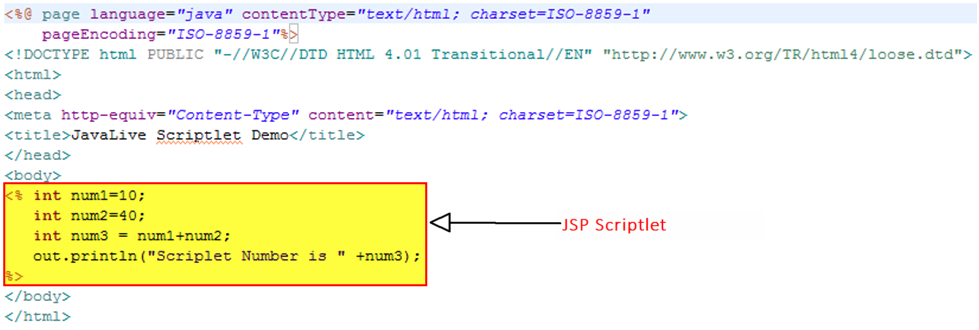 <%@ page language="java" contentType="text/html; charset=ISO-8859-1"
    pageEncoding="ISO-8859-1"%>
<!DOCTYPE html PUBLIC "-//W3C//DTD HTML 4.01 Transitional//EN" "http://www.w3.org/TR/html4/loose.dtd">
<html>
<head>
<meta http-equiv="Content-Type" content="text/html; charset=ISO-8859-1">
<title>JavaLive Scriptlet Demo</title>
</head>
<body>
<% int num1=10;
   int num2=40;
   int num3 = num1+num2;
   out.println("Scriplet Number is " +num3);
%>
JSP Scriptlet
</body>
</html>